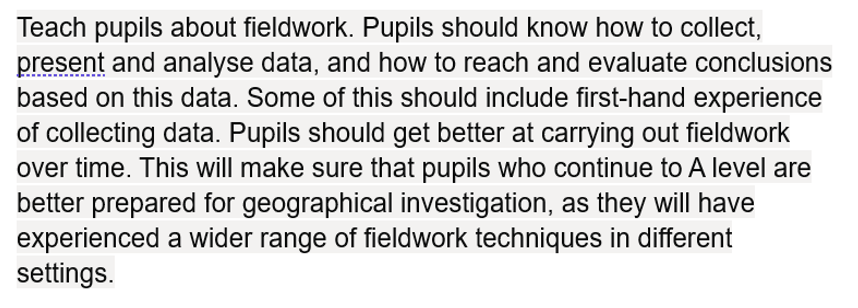 Teach pupils about fieldwork. Pupils should know how to collect,
present and analyse data, and how to reach and evaluate conclusions
based on this data. Some of this should include first-hand experience
of collecting data. Pupils should get better at carrying out fieldwork
over time. This will make sure that pupils who continue to A level are
better prepared for geographical investigation, as they will have
experienced a wider range of fieldwork techniques in different
settings.